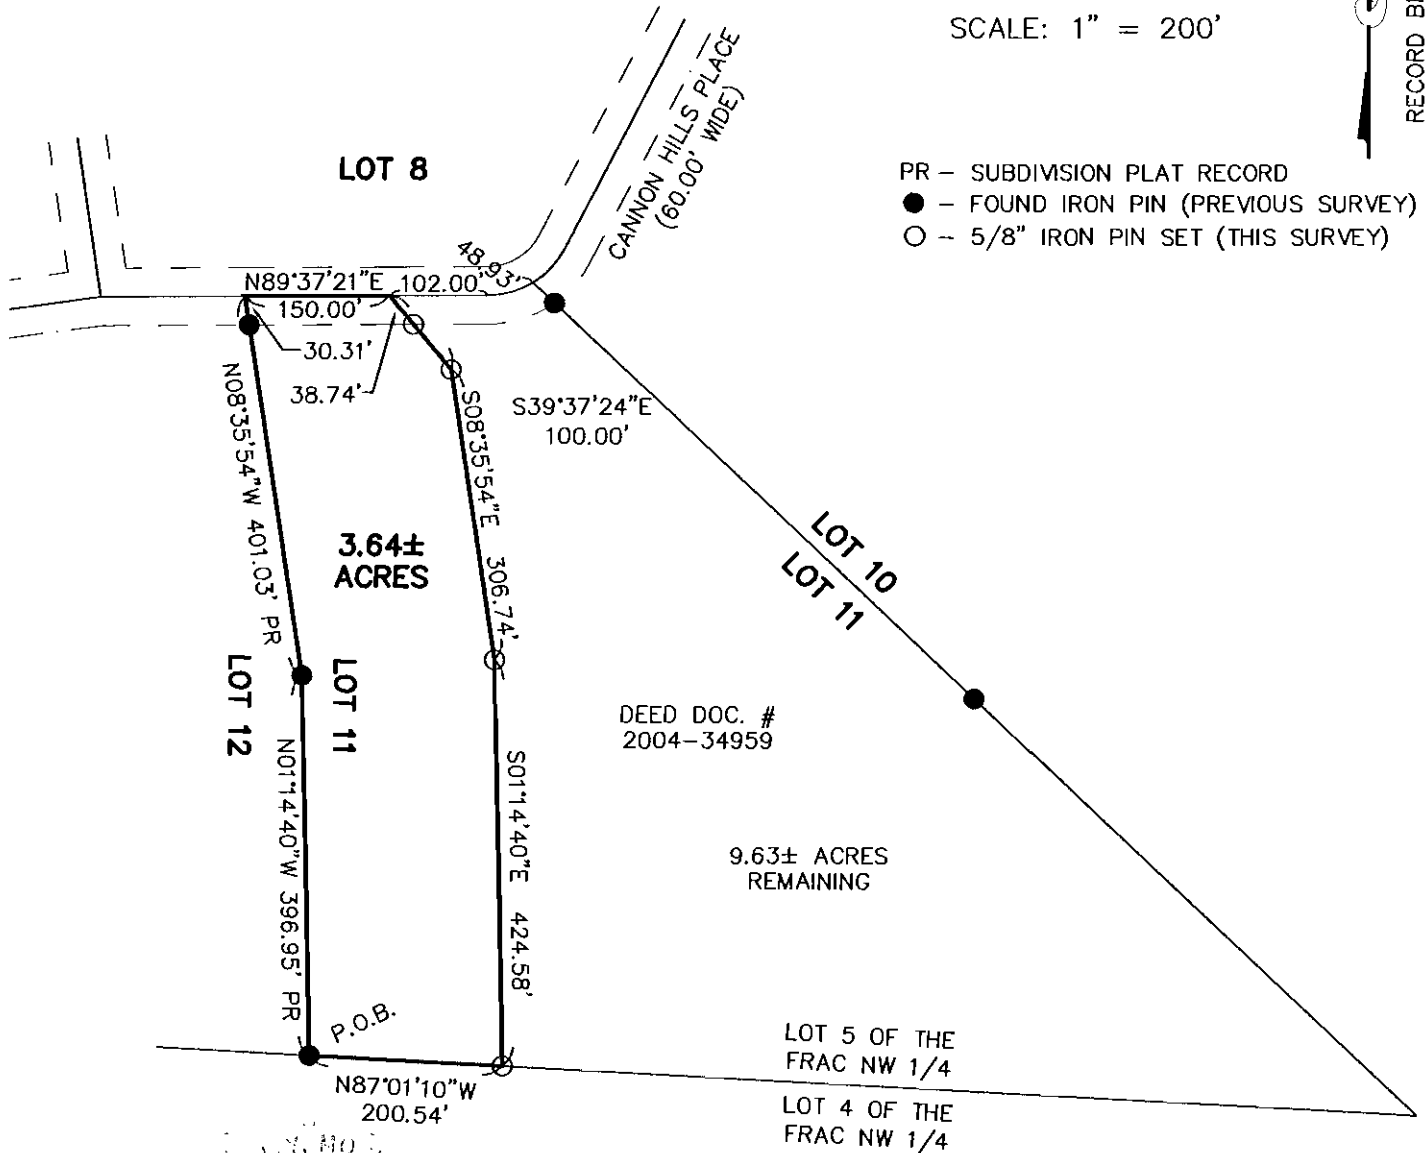 SCALE: 1" = 200'
RECORD
PR – SUBDIVISION PLAT RECORD
– FOUND IRON PIN (PREVIOUS SURVEY)
– 5/8" IRON PIN SET (THIS SURVEY)
CANNON HILLS PLACE
(60.00' WIDE)
LOT 8
48.93'
N89°37'21"E
102.00'
150.00'
30.31'
38.74'
S39°37'24"E
100.00'
N08°35'54"W 401.03' PR
S08°35'54"E 306.74'
3.64±
ACRES
LOT 10
LOT 11
LOT 12
LOT 11
DEED DOC. #
2004–34959
N01°14'40"W 396.95' PR
S01°14'40"E 424.58'
9.63± ACRES
REMAINING
P.O.B.
N87°01'10"W
200.54'
LOT 5 OF THE
FRAC NW 1/4
LOT 4 OF THE
FRAC NW 1/4